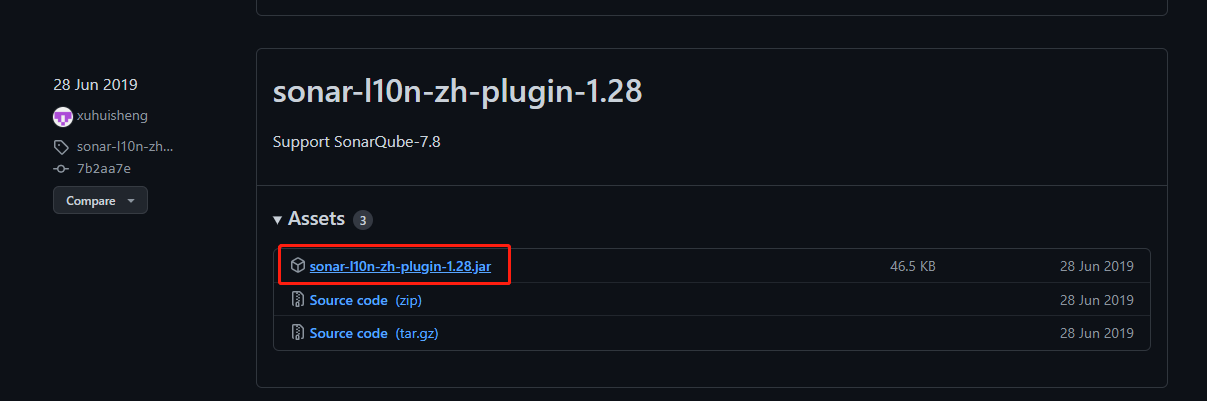 28 Jun 2019
xuhuisheng
sonar-l10n-zh...
7b2aa7e
Compare
sonar-l10n-zh-plugin-1.28
Support SonarQube-7.8
Assets 3
sonar-l10n-zh-plugin-1.28.jar 46.5 KB 28 Jun 2019
Source code (zip) 28 Jun 2019
Source code (tar.gz) 28 Jun 2019